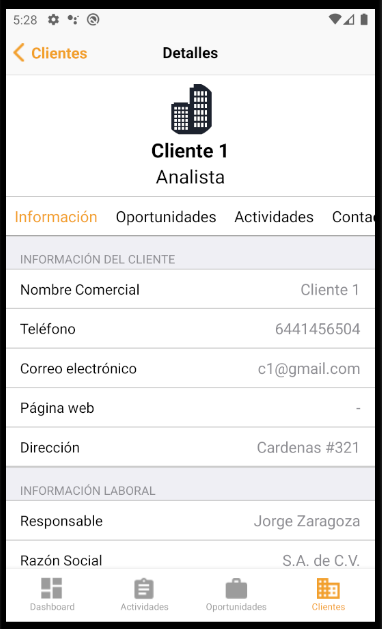 5:28
Clientes Detalles
Cliente 1
Analista
Información Oportunidades Actividades Conta
INFORMACIÓN DEL CLIENTE
Nombre Comercial Cliente 1
Teléfono 6441456504
Correo electrónico c1@gmail.com
Página web -
Dirección Cardenas #321
INFORMACIÓN LABORAL
Responsable Jorge Zaragoza
Razón Social S.A. de C.V.
Dashboard Actividades Oportunidades Clientes